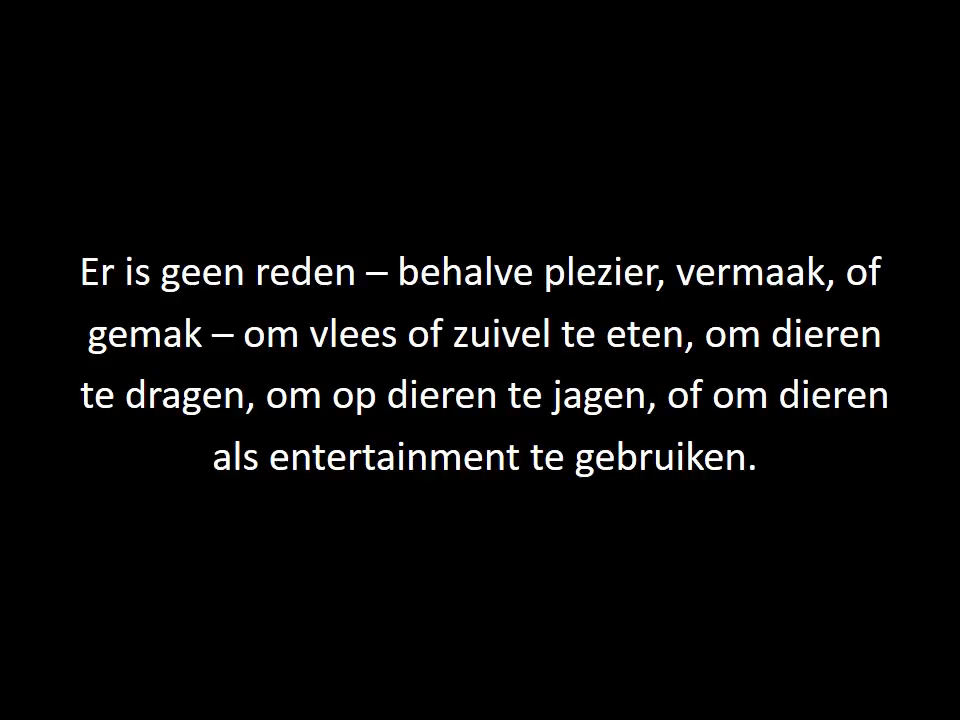 Er is geen reden – behalve plezier, vermaak, of
gemak – om vlees of zuivel te eten, om dieren
te dragen, om op dieren te jagen, of om dieren
als entertainment te gebruiken.